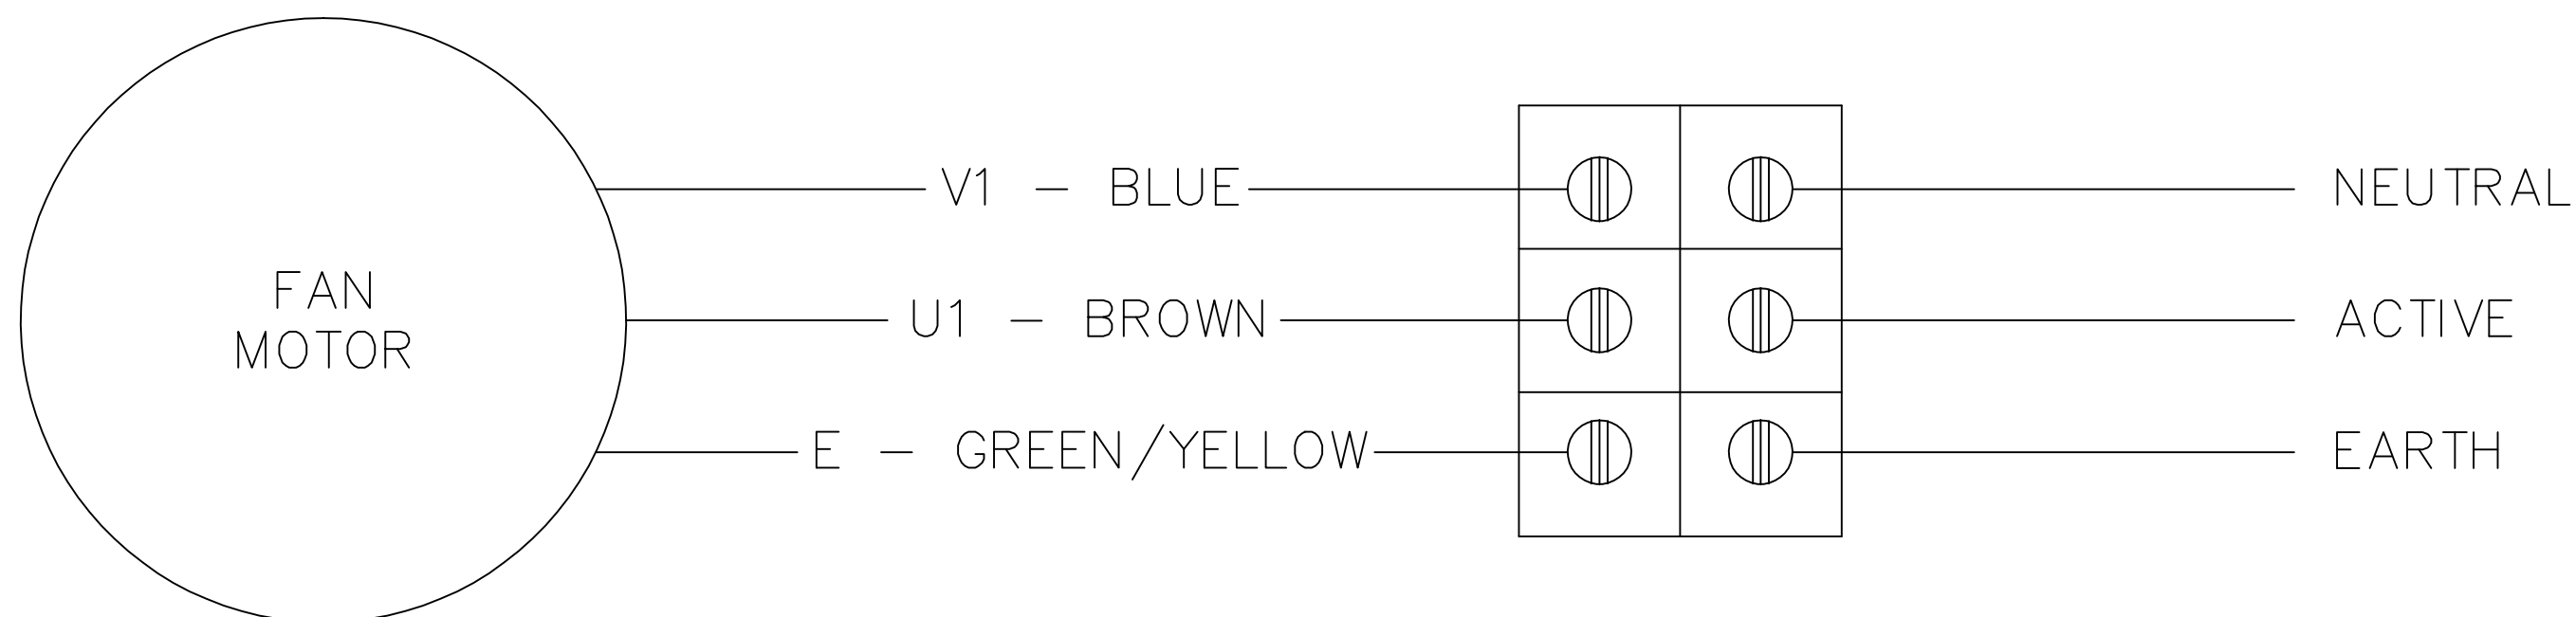 FAN
MOTOR
V1 - BLUE
NEUTRAL
U1 - BROWN
ACTIVE
E - GREEN/YELLOW
EARTH